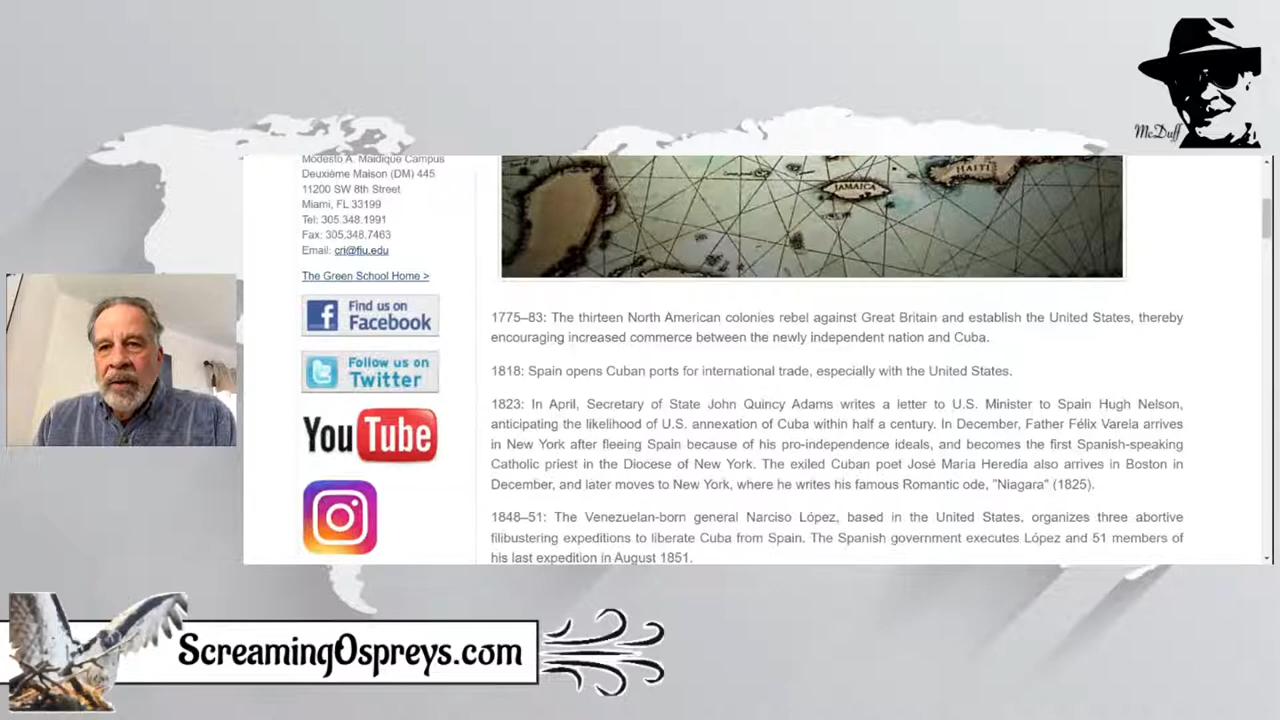 McDuff
Modesto A. Maidique Campus
Deuxième Maison (DM) 445
11200 SW 8th Street
Miami, FL 33199
Tel: 305.348.1991
Fax: 305.348.7463
Email: cri@fiu.edu
The Green School Home >
Find us on
Facebook
Follow us on
Twitter
YouTube
JAMAICA
HAITI
1775–83: The thirteen North American colonies rebel against Great Britain and establish the United States, thereby
encouraging increased commerce between the newly independent nation and Cuba.
1818: Spain opens Cuban ports for international trade, especially with the United States.
1823: In April, Secretary of State John Quincy Adams writes a letter to U.S. Minister to Spain Hugh Nelson,
anticipating the likelihood of U.S. annexation of Cuba within half a century. In December, Father Félix Varela arrives
in New York after fleeing Spain because of his pro-independence ideals, and becomes the first Spanish-speaking
Catholic priest in the Diocese of New York. The exiled Cuban poet José María Heredia also arrives in Boston in
December, and later moves to New York, where he writes his famous Romantic ode, "Niagara" (1825).
1848–51: The Venezuelan-born general Narciso López, based in the United States, organizes three abortive
filibustering expeditions to liberate Cuba from Spain. The Spanish government executes López and 51 members of
his last expedition in August 1851.
ScreamingOspreys.com